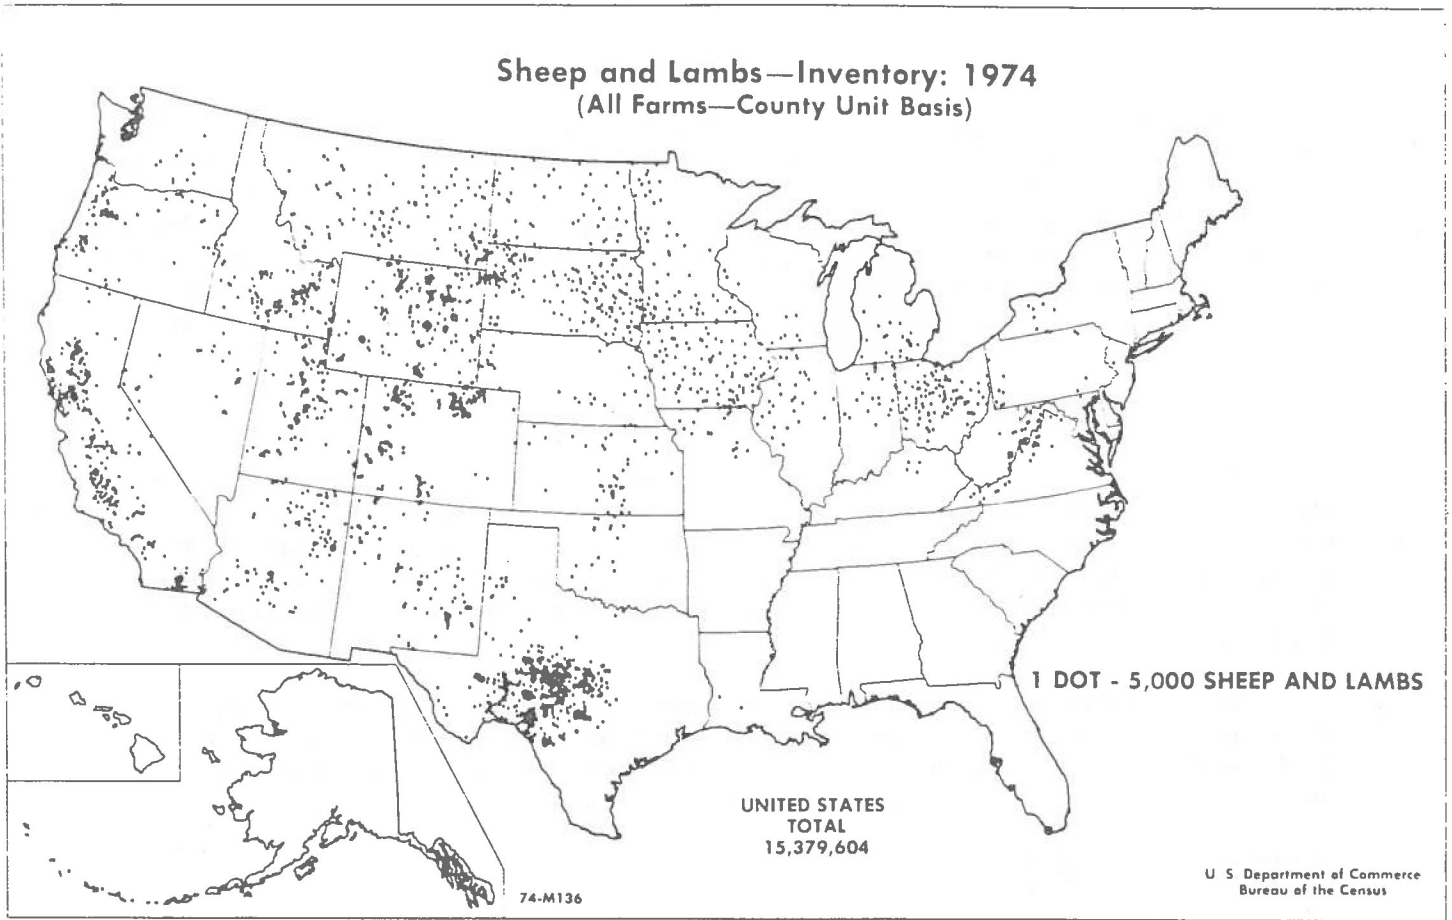 Sheep and Lambs—Inventory: 1974
(All Farms—County Unit Basis)
1 DOT - 5,000 SHEEP AND LAMBS
UNITED STATES
TOTAL
15,379,604
U S Department of Commerce
Bureau of the Census
74-M136